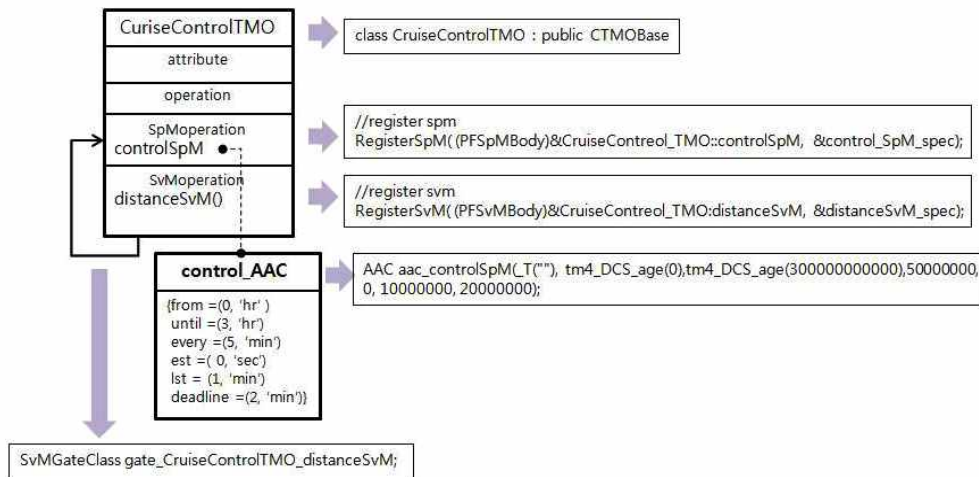 CuriseControlTMO
class CruiseControlTMO : public CTMOBase
attribute
operation
SpMoperation
controlSpM
//register spm
RegisterSpM( (PFSpMBody)&CruiseContreol_TMO::controlSpM, &control_SpM_spec);
SvMoperation
distanceSvM()
//register svm
RegisterSvM( (PFSvMBody)&CruiseContreol_TMO:distanceSvM, &distanceSvM_spec);
control_AAC
{from =(0, 'hr' )
until =(3, 'hr')
every =(5, 'min')
est =( 0, 'sec')
lst = (1, 'min')
deadline =(2, 'min')}
AAC aac_controlSpM(_T(""), tm4_DCS_age(0),tm4_DCS_age(300000000000),50000000,
0, 10000000, 20000000);
SvMGateClass gate_CruiseControlTMO_distanceSvM;